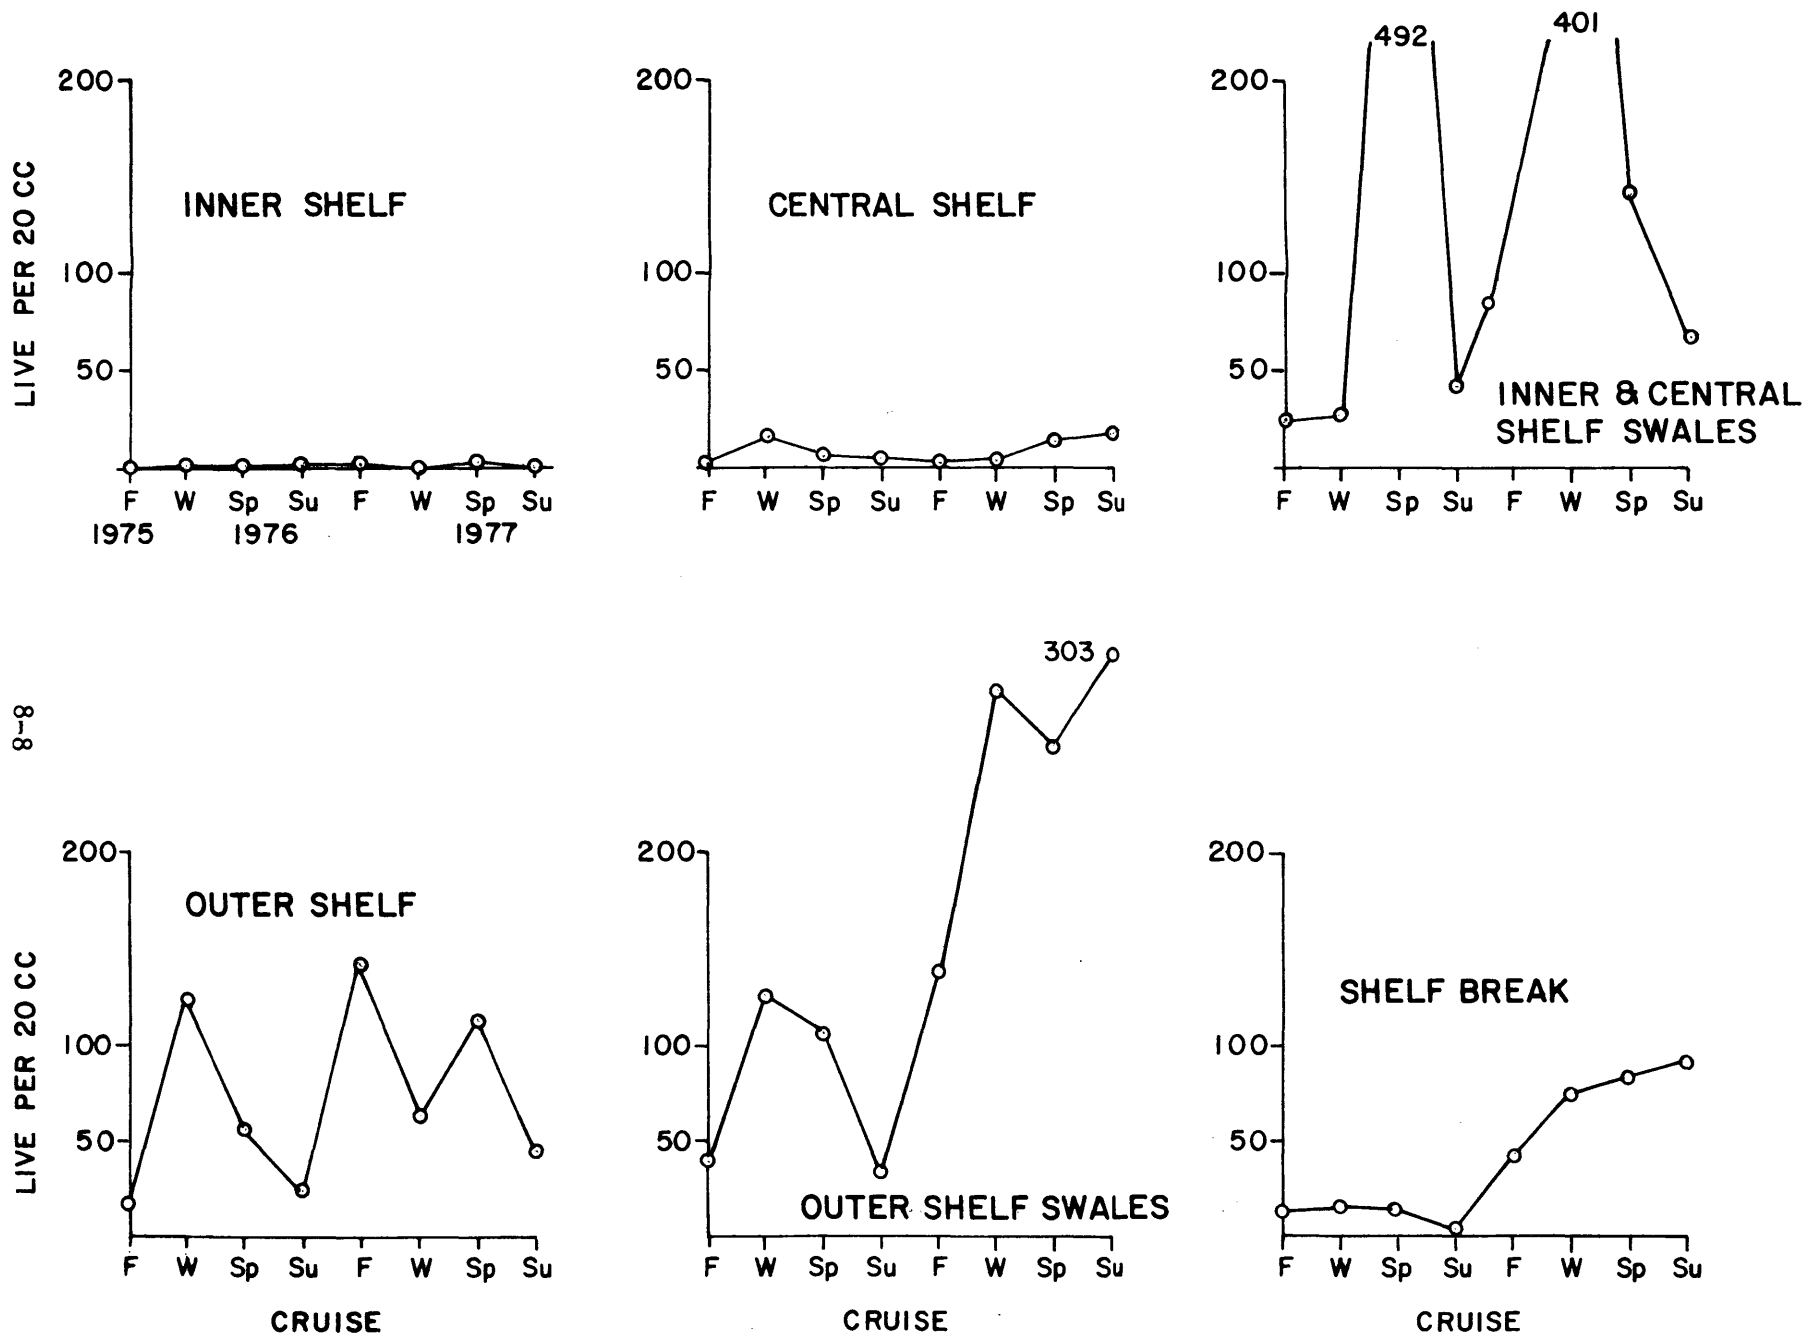 492
401
200
200
200
INNER SHELF
CENTRAL SHELF
LIVE PER 20 CC
100
100
100
50
50
50
INNER & CENTRAL
SHELF SWALES
F W Sp Su F W Sp Su
1975 1976 1977
F W Sp Su F W Sp Su
F W Sp Su F W Sp Su
303
8-8
200
200
200
OUTER SHELF
SHELF BREAK
LIVE PER 20 CC
100
100
100
50
50
50
OUTER SHELF SWALES
F W Sp Su F W Sp Su
F W Sp Su F W Sp Su
F W Sp Su F W Sp Su
CRUISE
CRUISE
CRUISE